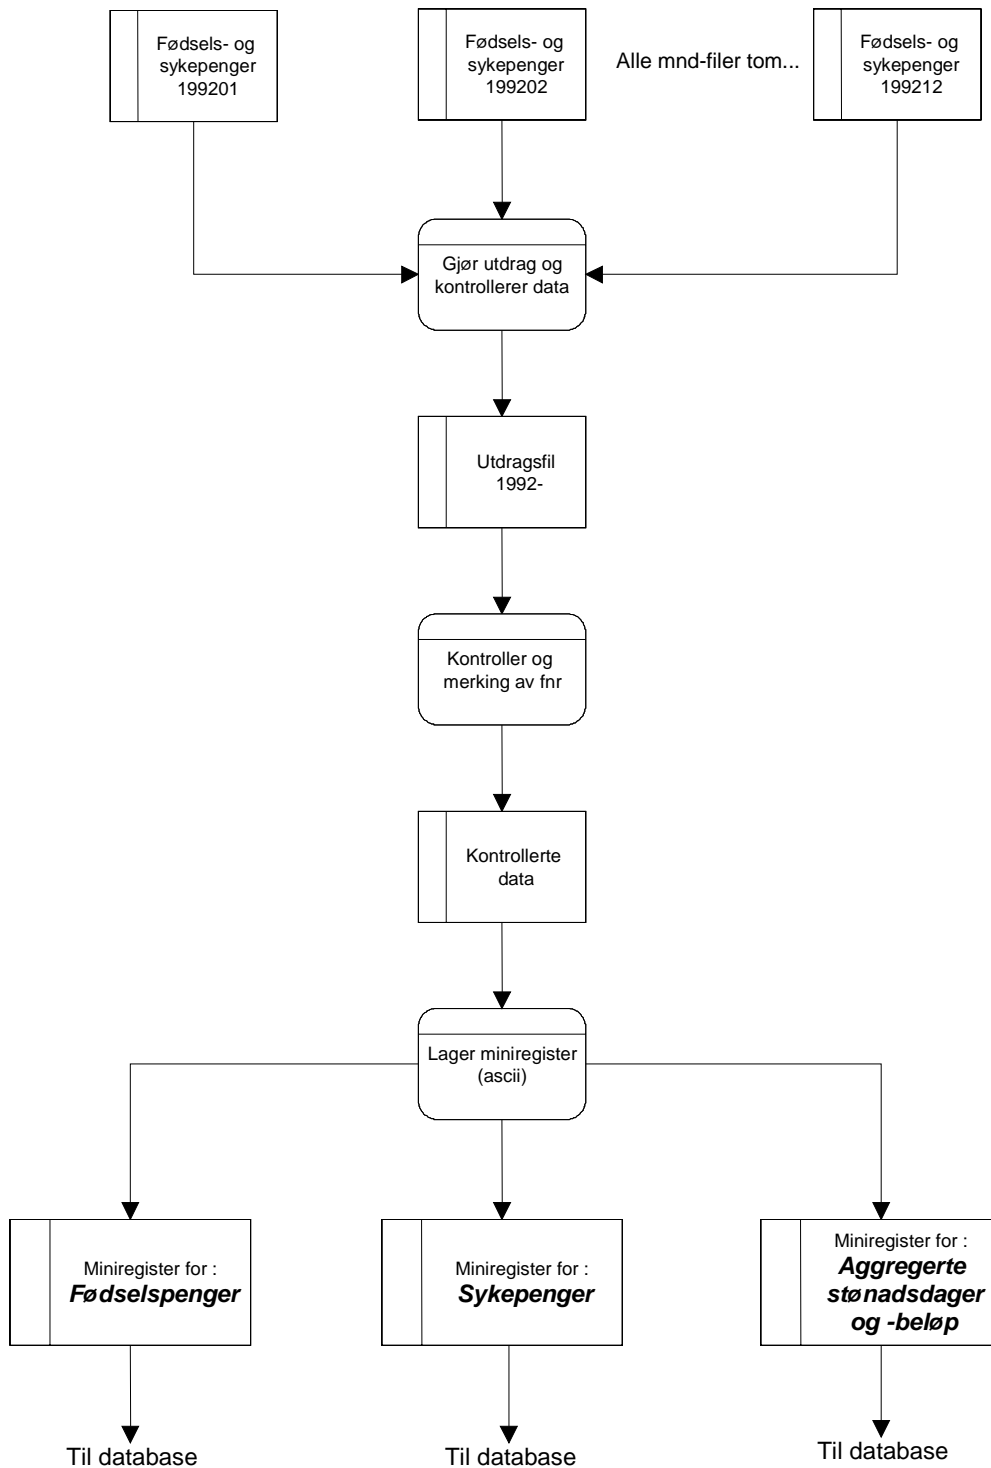 Fødsels- og
sykepenger
199201
Fødsels- og
sykepenger
199202
Alle mnd-filer tom...
Fødsels- og
sykepenger
199212
Gjør utdrag og
kontrollerer data
Utdragsfil
1992-
Kontroller og
merking av fnr
Kontrollerte
data
Lager miniregister
(ascii)
Miniregister for :
Fødselspenger
Miniregister for :
Sykepenger
Miniregister for :
Aggregerte
stønadsdager
og -beløp
Til database
Til database
Til database